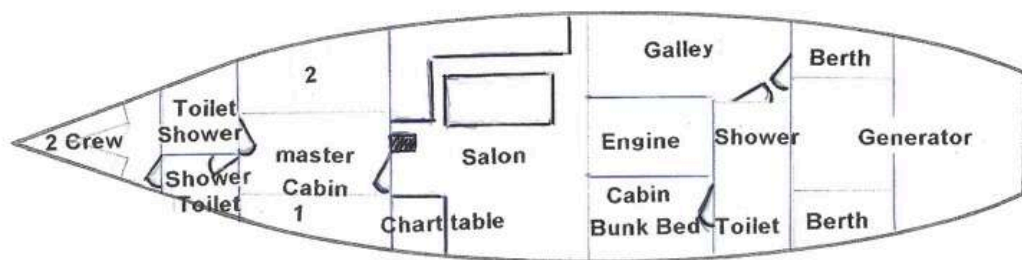 2 Crew
Toilet
Shower
Shower
Toilet
2
master
Cabin
1
Salon
Chart table
Galley
Engine
Cabin
Bunk Bed
Shower
Toilet
Berth
Berth
Generator